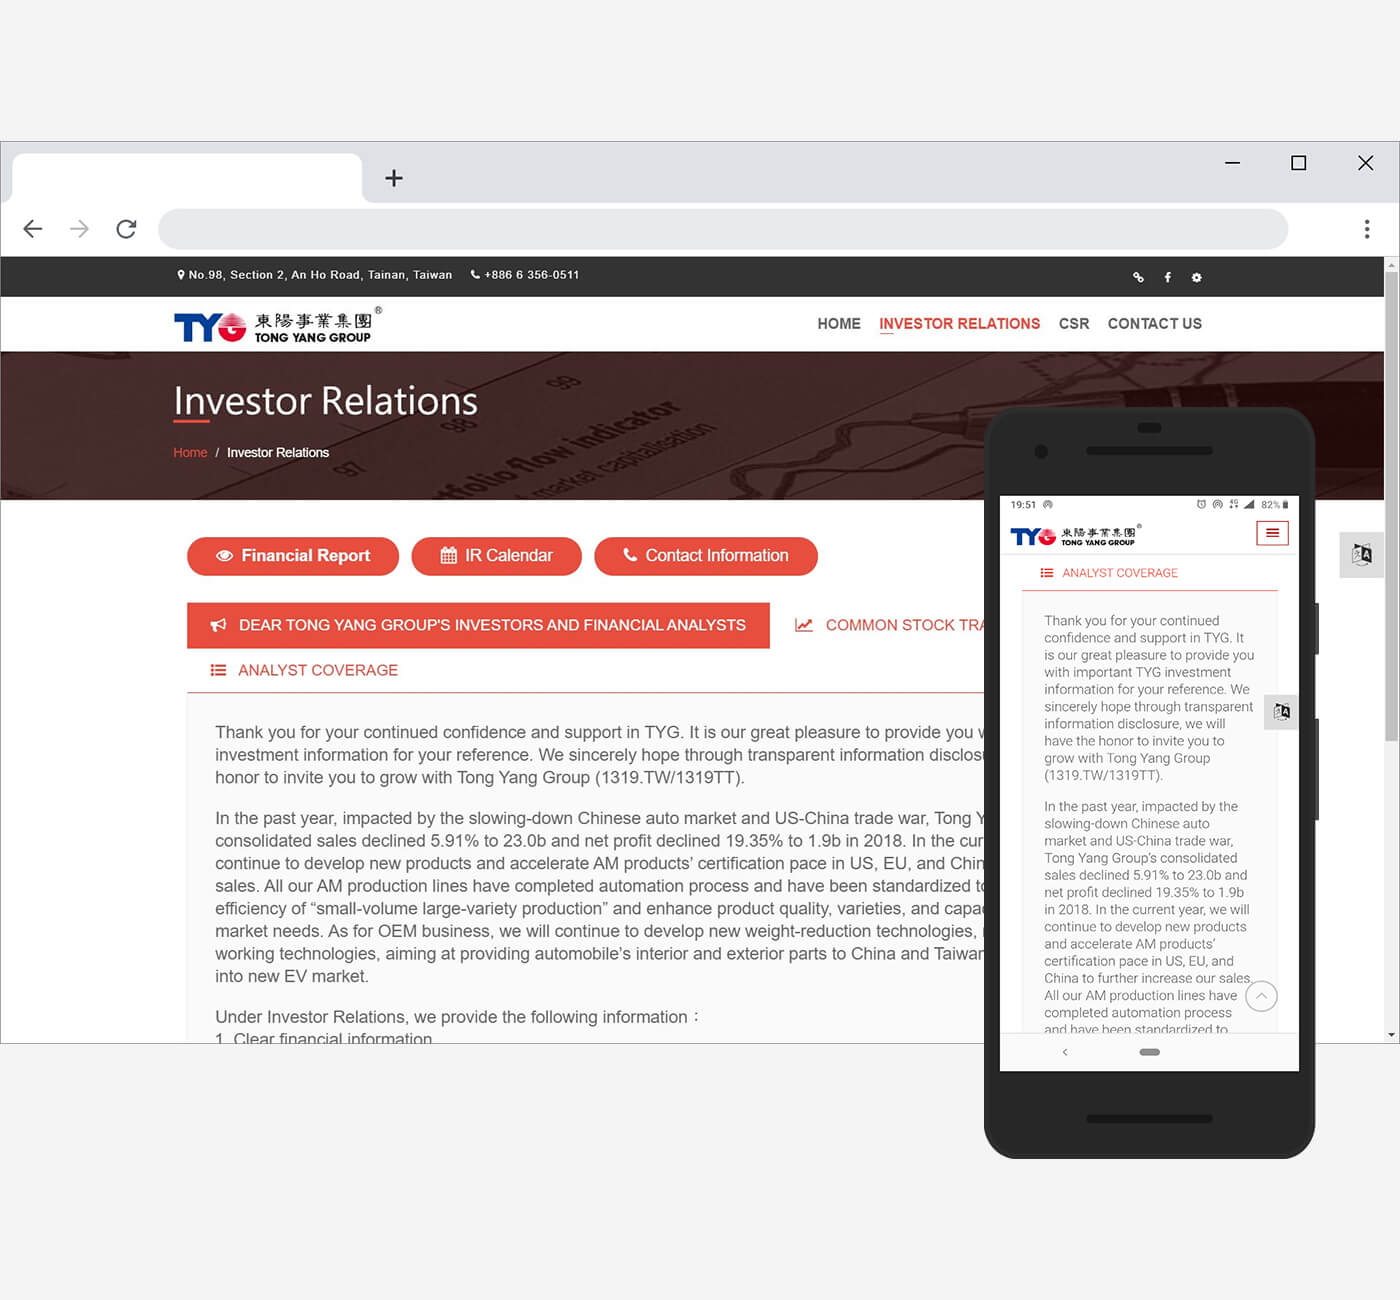 No.98, Section 2, An Ho Road, Tainan, Taiwan +886 6 356-0511
TYG 東陽事業集團®
TONG YANG GROUP
HOME INVESTOR RELATIONS CSR CONTACT US
Investor Relations
Home / Investor Relations
99
98
97
folio flow indicator
market capitalisation
Financial Report IR Calendar Contact Information
DEAR TONG YANG GROUP'S INVESTORS AND FINANCIAL ANALYSTS COMMON STOCK TRA
ANALYST COVERAGE
Thank you for your continued confidence and support in TYG. It is our great pleasure to provide you
investment information for your reference. We sincerely hope through transparent information disclos
honor to invite you to grow with Tong Yang Group (1319.TW/1319TT).
In the past year, impacted by the slowing-down Chinese auto market and US-China trade war, Tong Y
consolidated sales declined 5.91% to 23.0b and net profit declined 19.35% to 1.9b in 2018. In the cur
continue to develop new products and accelerate AM products’ certification pace in US, EU, and Chin
sales. All our AM production lines have completed automation process and have been standardized to
efficiency of “small-volume large-variety production” and enhance product quality, varieties, and capa
market needs. As for OEM business, we will continue to develop new weight-reduction technologies,
working technologies, aiming at providing automobile’s interior and exterior parts to China and Taiwan
into new EV market.
Under Investor Relations, we provide the following information：
1. Clear financial information
19:51 4G 82%
TYG 東陽事業集團®
TONG YANG GROUP
ANALYST COVERAGE
Thank you for your continued
confidence and support in TYG. It
is our great pleasure to provide you
with important TYG investment
information for your reference. We
sincerely hope through transparent
information disclosure, we will
have the honor to invite you to
grow with Tong Yang Group
(1319.TW/1319TT).
In the past year, impacted by the
slowing-down Chinese auto
market and US-China trade war,
Tong Yang Group’s consolidated
sales declined 5.91% to 23.0b and
net profit declined 19.35% to 1.9b
in 2018. In the current year, we will
continue to develop new products
and accelerate AM products’
certification pace in US, EU, and
China to further increase our sales.
All our AM production lines have
completed automation process
and have been standardized to